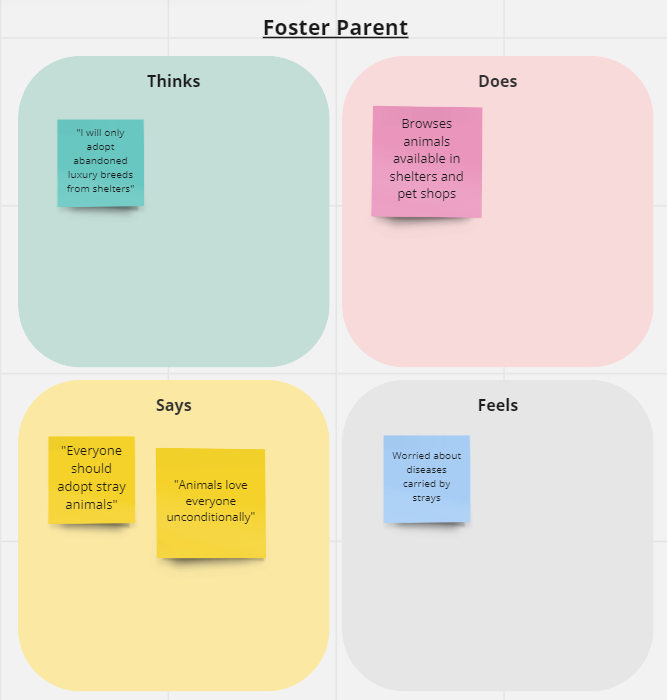 Foster Parent
Thinks
"I will only
adopt
abandoned
luxury breeds
from shelters"
Does
Browses
animals
available in
shelters and
pet shops
Says
"Everyone
should
adopt stray
animals"
"Animals love
everyone
unconditionally"
Feels
Worried about
diseases
carried by
strays